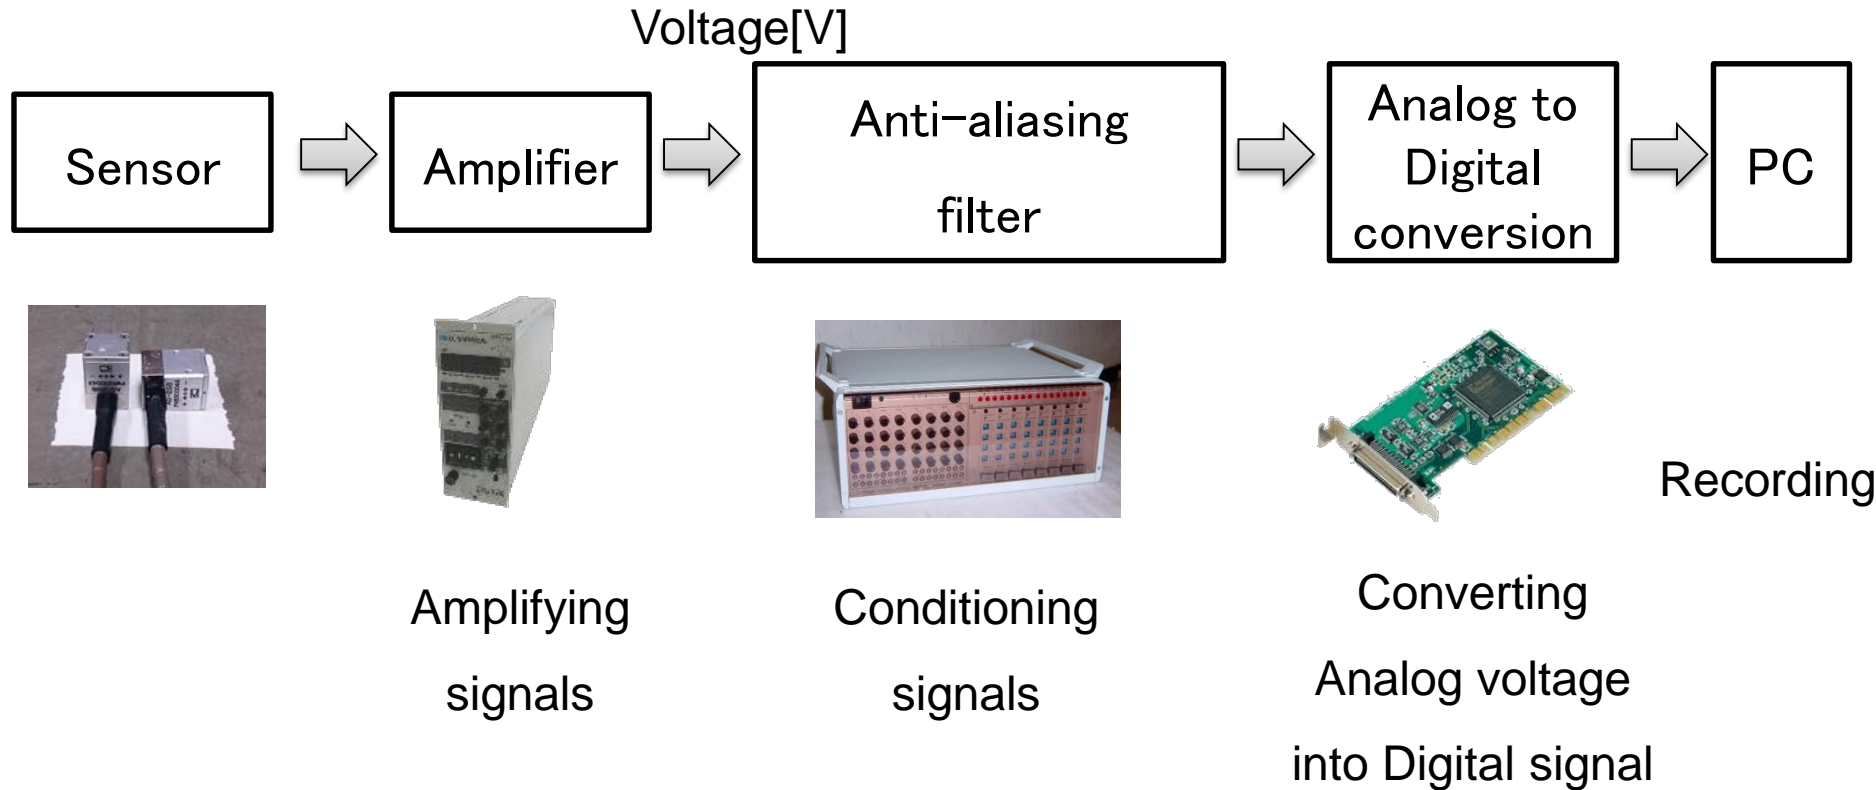 Voltage[V]
Sensor
Amplifier
Anti-aliasing
filter
Analog to
Digital
conversion
PC
Recording
Amplifying
signals
Conditioning
signals
Converting
Analog voltage
into Digital signal